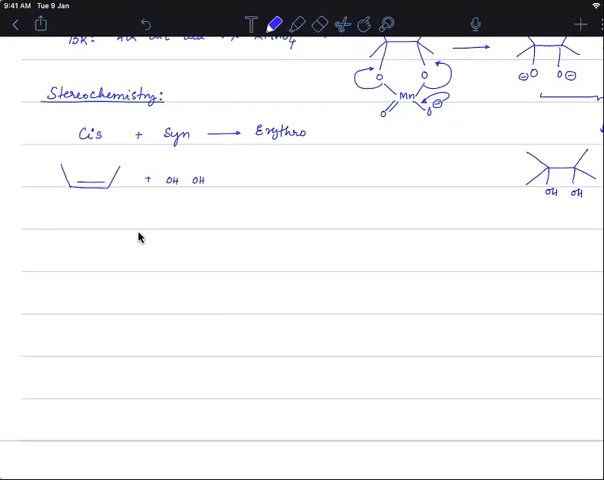 9:41 AM Tue 9 Jan
O O
Mn
O O
O O
Stereochemistry:
Cis + Syn → Erythro
+ OH OH
OH OH